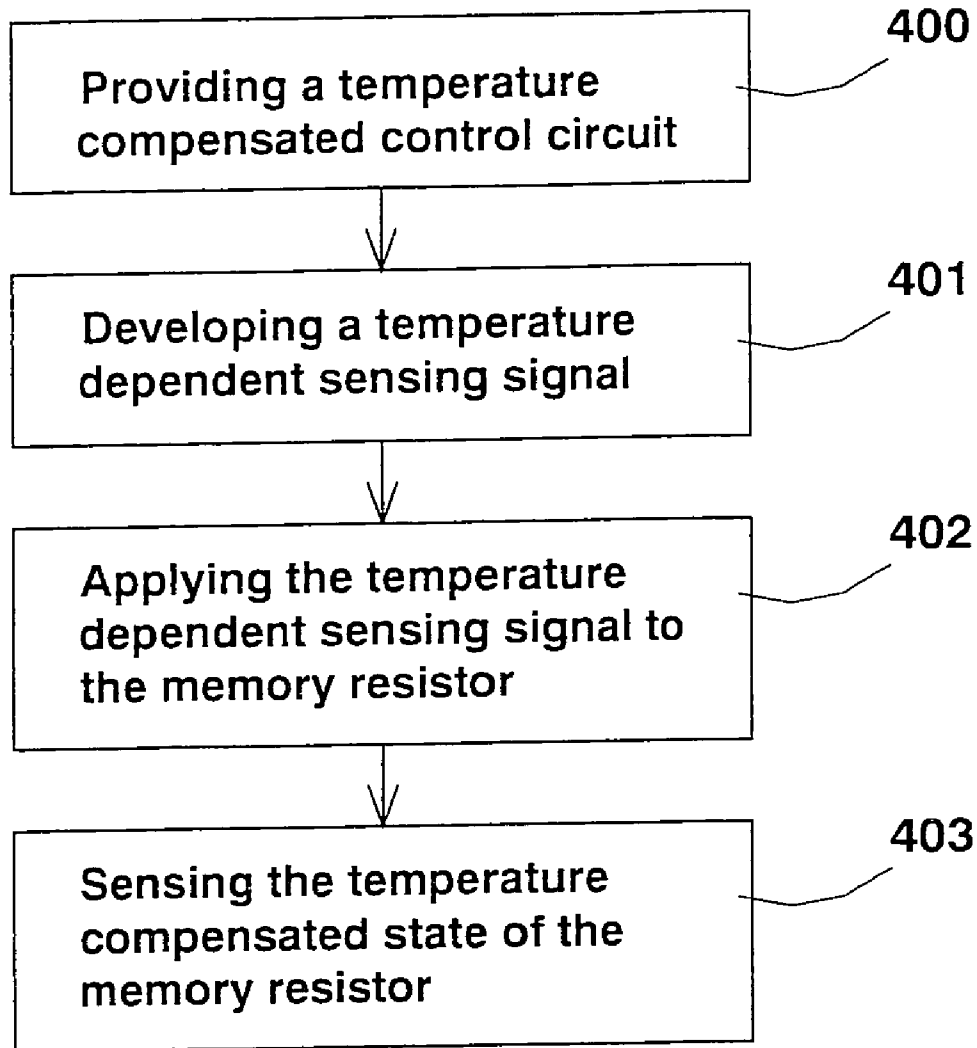 400
Providing a temperature
compensated control circuit
401
Developing a temperature
dependent sensing signal
402
Applying the temperature
dependent sensing signal to
the memory resistor
403
Sensing the temperature
compensated state of the
memory resistor